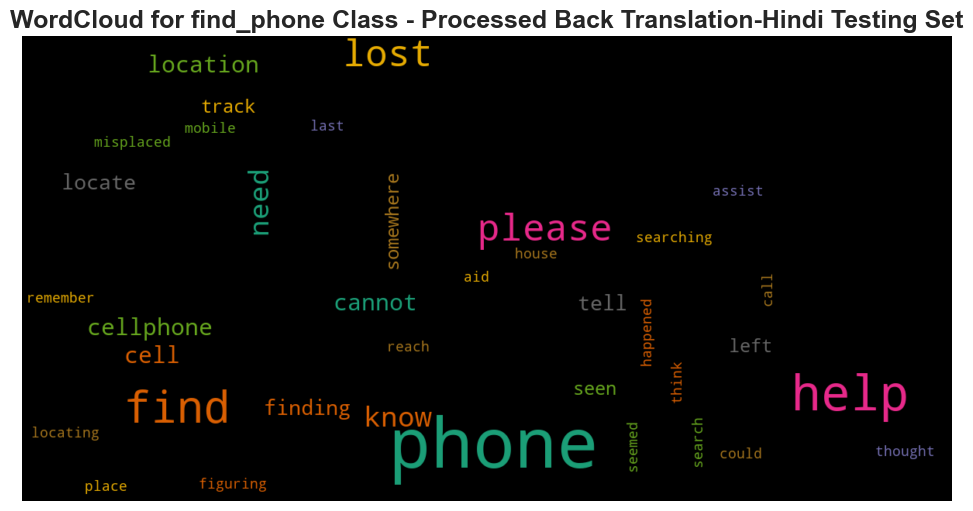 WordCloud for find_phone Class - Processed Back Translation-Hindi Testing Set
lost
location
track
mobile
last
misplaced
locate
need
somewhere
assist
please
searching
house
aid
call
remember
cannot
tell
cellphone
happened
left
cell
reach
think
seen
help
find
finding
know
phone
locating
seemed
search
could
thought
place
figuring